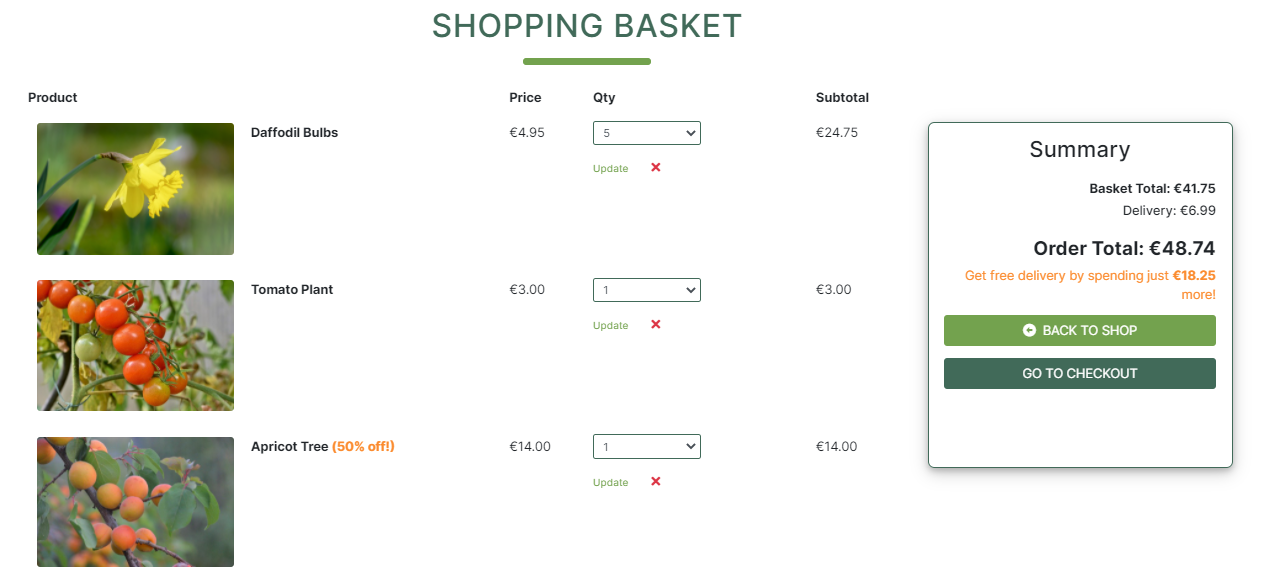 SHOPPING BASKET
Product Price Qty Subtotal
Daffodil Bulbs €4.95 5 €24.75
Update
Tomato Plant €3.00 1 €3.00
Update
Apricot Tree (50% off!) €14.00 1 €14.00
Update
Summary
Basket Total: €41.75
Delivery: €6.99
Order Total: €48.74
Get free delivery by spending just €18.25
more!
BACK TO SHOP
GO TO CHECKOUT